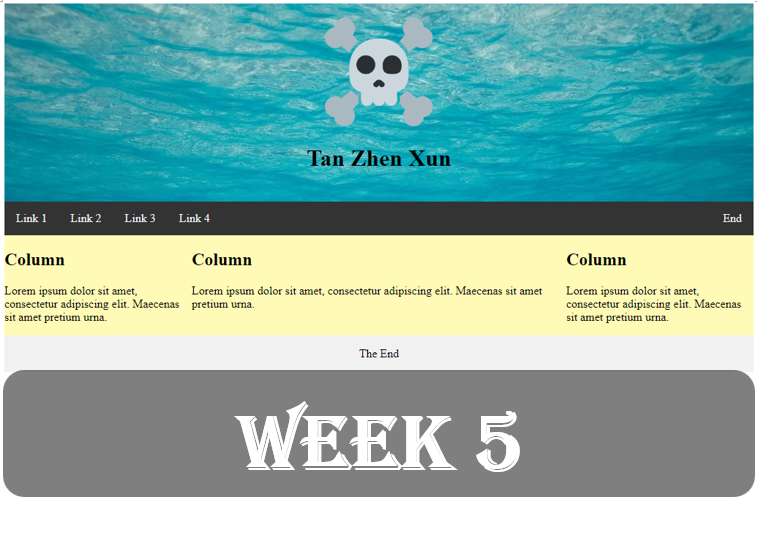 Tan Zhen Xun
Link 1 Link 2 Link 3 Link 4 End
Column
Lorem ipsum dolor sit amet,
consectetur adipiscing elit. Maecenas
sit amet pretium urna.
Column
Lorem ipsum dolor sit amet, consectetur adipiscing elit. Maecenas sit amet
pretium urna.
Column
Lorem ipsum dolor sit amet,
consectetur adipiscing elit. Maecenas
sit amet pretium urna.
The End
WEEK 5